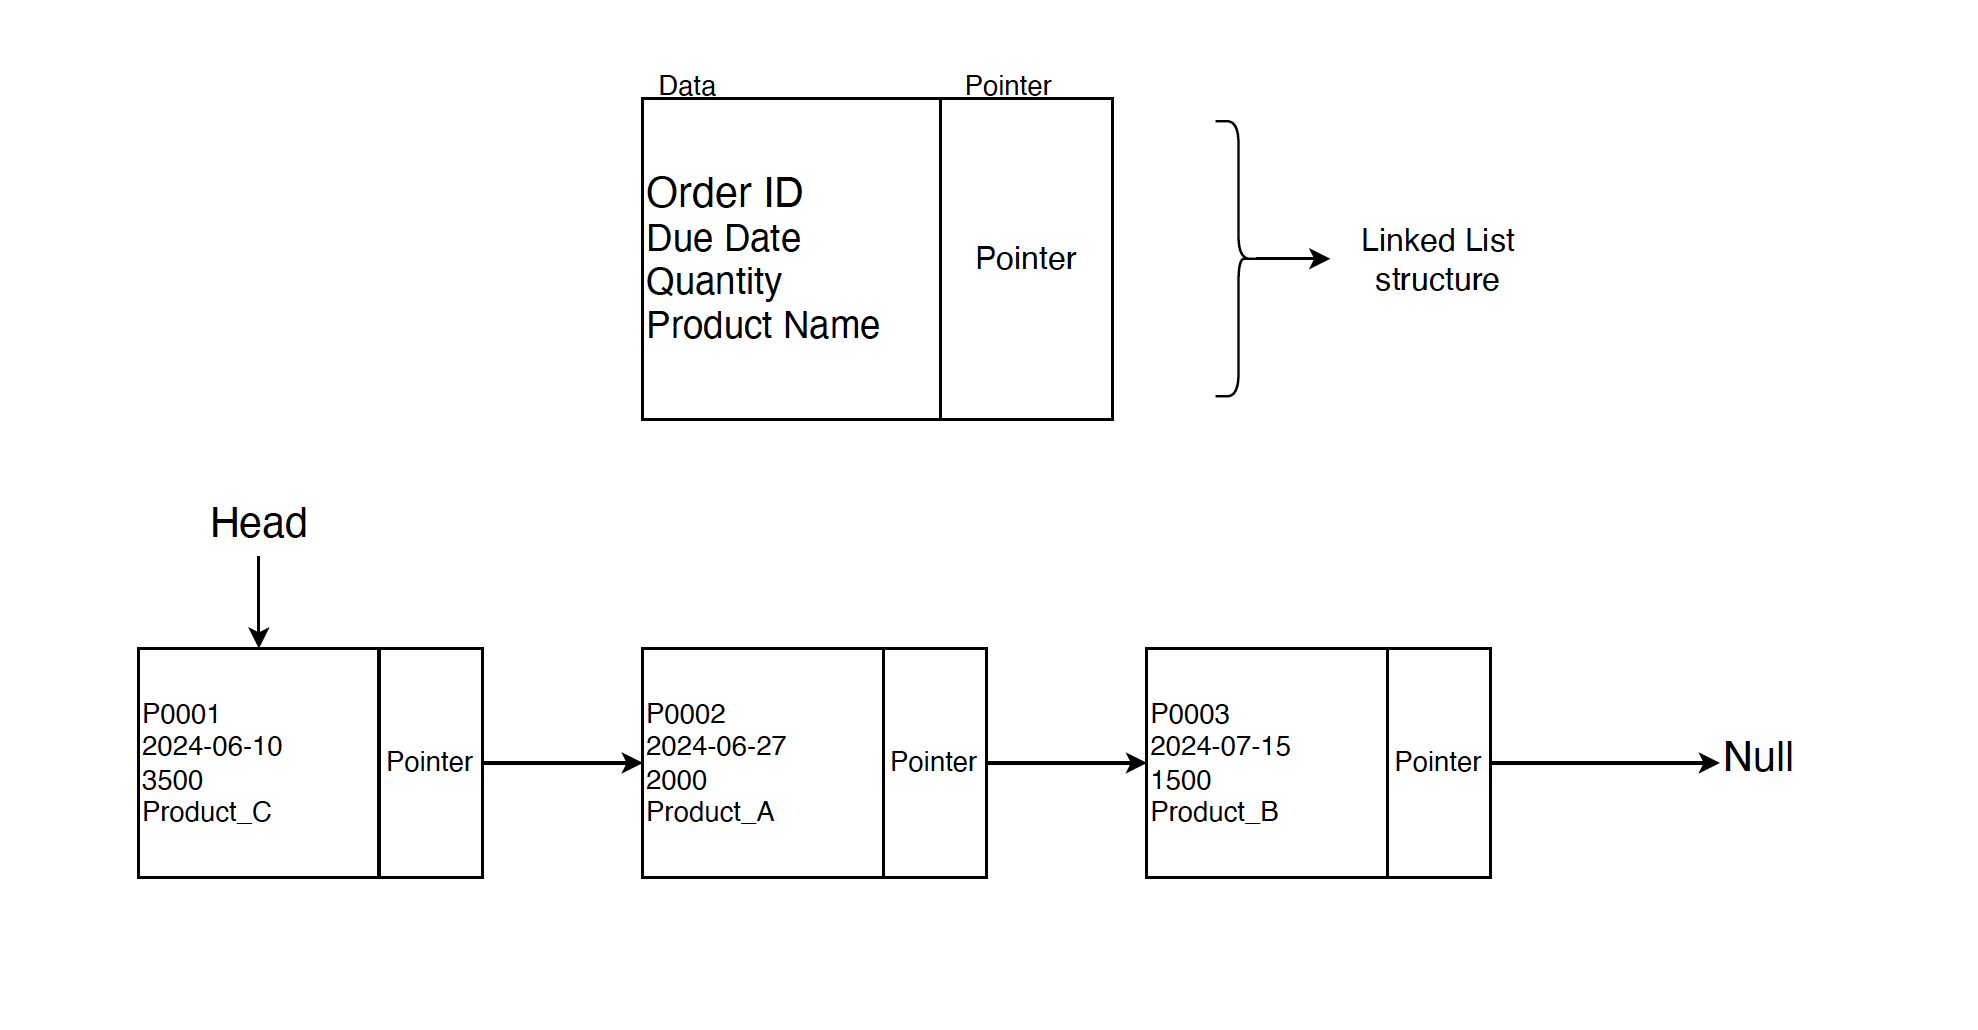 Data
Pointer
Order ID
Due Date
Quantity
Product Name
Pointer
Linked List
structure
Head
P0001
2024-06-10
3500
Product_C
Pointer
P0002
2024-06-27
2000
Product_A
Pointer
P0003
2024-07-15
1500
Product_B
Pointer
Null